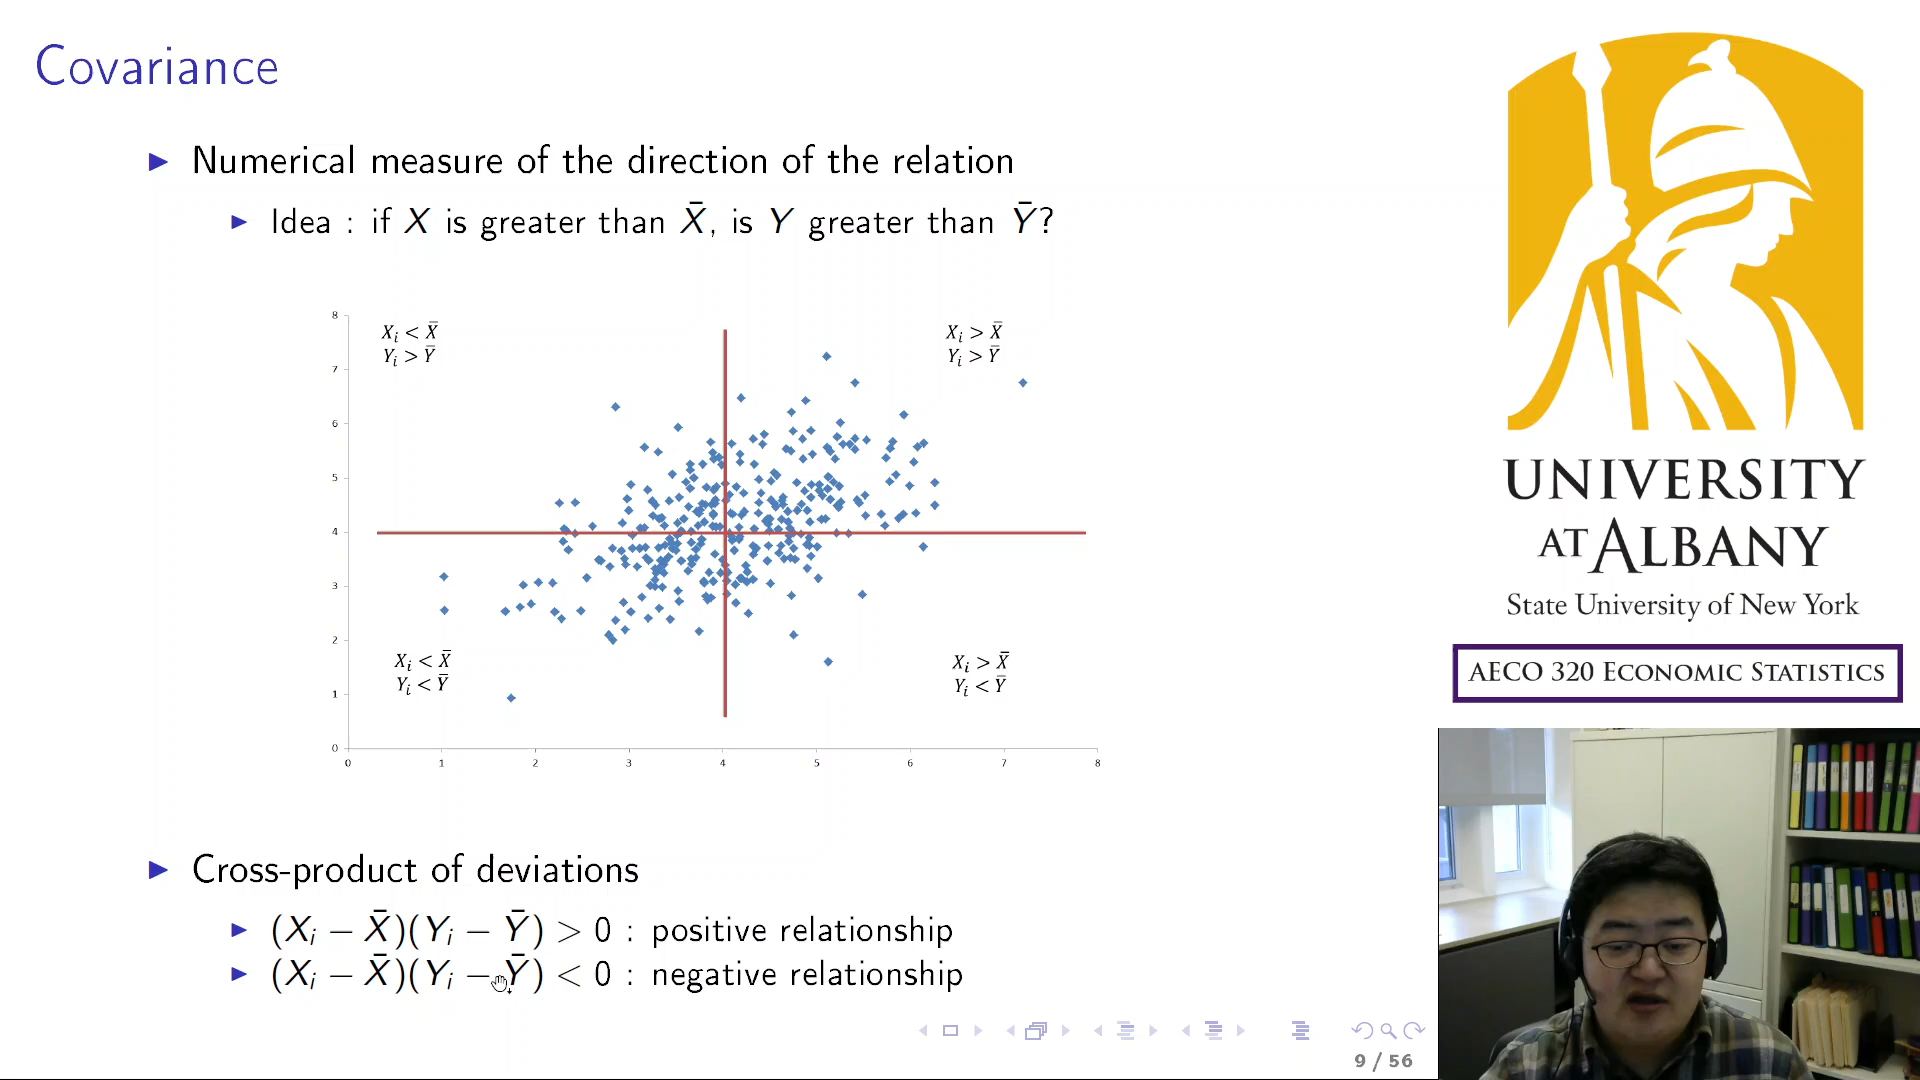 Covariance
▶ Numerical measure of the direction of the relation
▶ Idea : if X is greater than X̄, is Y greater than Ȳ?
8
7
6
5
4
3
2
1
0
0 1 2 3 4 5 6 7 8
Xᵢ < X̄
Yᵢ > Ȳ
Xᵢ > X̄
Yᵢ > Ȳ
Xᵢ < X̄
Yᵢ < Ȳ
Xᵢ > X̄
Yᵢ < Ȳ
▶ Cross-product of deviations
▶ (Xᵢ − X̄)(Yᵢ − Ȳ) > 0 : positive relationship
▶ (Xᵢ − X̄)(Yᵢ − Ȳ) < 0 : negative relationship
9 / 56
UNIVERSITY
AT ALBANY
State University of New York
AECO 320 ECONOMIC STATISTICS